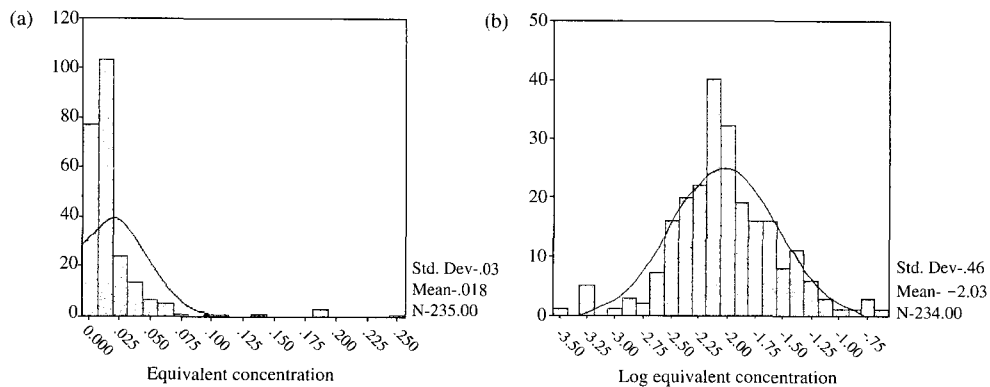 (a)
120
100
80
60
40
20
0
0.000 .025 .050 .075 .100 .125 .150 .175 .200 .225 .250
Equivalent concentration
Std. Dev-.03
Mean-.018
N-235.00
(b)
50
40
30
20
10
0
-3.50 -3.25 -3.00 -2.75 -2.50 -2.25 -2.00 -1.75 -1.50 -1.25 -1.00 -.75
Log equivalent concentration
Std. Dev-.46
Mean- -2.03
N-234.00